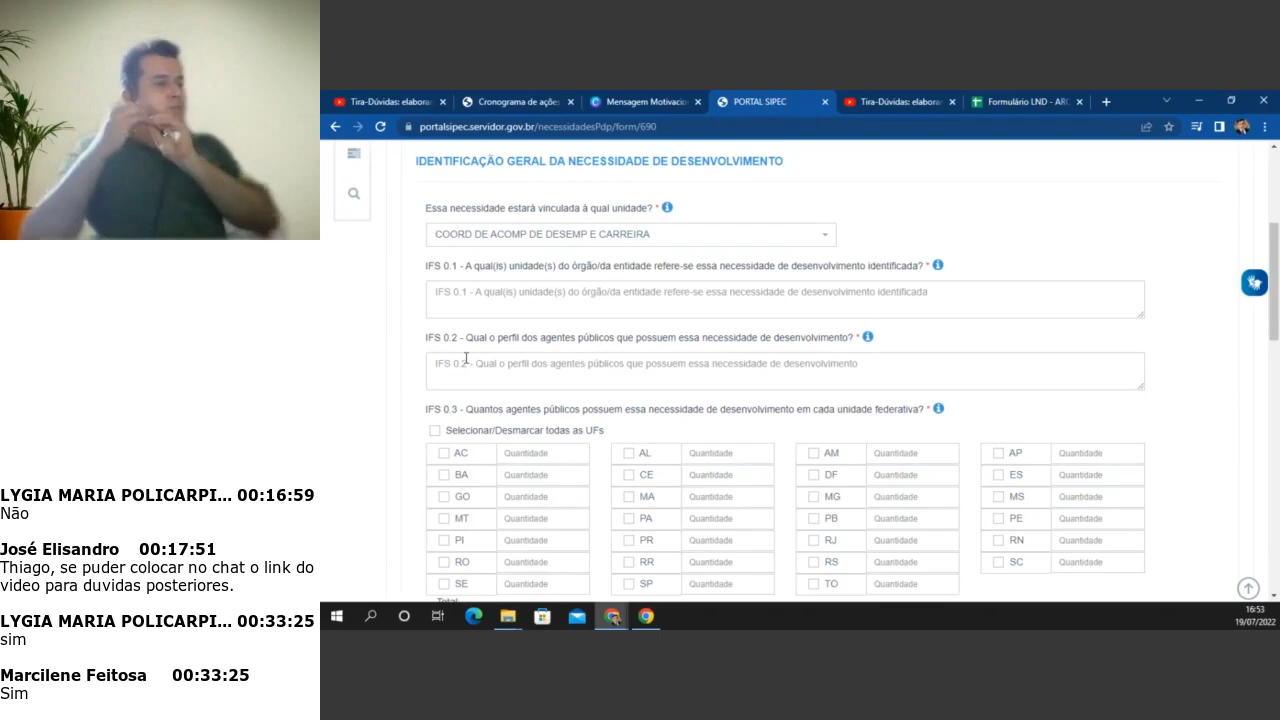 Tira-Dúvidas: elabora
Cronograma de ações
Mensagem Motivacio
PORTAL SIPEC
Tira-Dúvidas: elabora
Formulário LND - ARQ
portalsipec.servidor.gov.br/necessidadesPdp/form/690
IDENTIFICAÇÃO GERAL DA NECESSIDADE DE DESENVOLVIMENTO
Essa necessidade estará vinculada à qual unidade? *
COORD DE ACOMP DE DESEMP E CARREIRA
IFS 0.1 - A qual(is) unidade(s) do órgão/da entidade refere-se essa necessidade de desenvolvimento identificada? *
IFS 0.1 - A qual(is) unidade(s) do órgão/da entidade refere-se essa necessidade de desenvolvimento identificada
IFS 0.2 - Qual o perfil dos agentes públicos que possuem essa necessidade de desenvolvimento? *
IFS 0.2 - Qual o perfil dos agentes públicos que possuem essa necessidade de desenvolvimento
IFS 0.3 - Quantos agentes públicos possuem essa necessidade de desenvolvimento em cada unidade federativa? *
Selecionar/Desmarcar todas as UFs
AC Quantidade AL Quantidade AM Quantidade AP Quantidade
BA Quantidade CE Quantidade DF Quantidade ES Quantidade
GO Quantidade MA Quantidade MG Quantidade MS Quantidade
MT Quantidade PA Quantidade PB Quantidade PE Quantidade
PI Quantidade PR Quantidade RJ Quantidade RN Quantidade
RO Quantidade RR Quantidade RS Quantidade SC Quantidade
SE Quantidade SP Quantidade TO Quantidade
Total:
16:53
19/07/2022
LYGIA MARIA POLICARPI... 00:16:59
Não
José Elisandro 00:17:51
Thiago, se puder colocar no chat o link do
video para duvidas posteriores.
LYGIA MARIA POLICARPI... 00:33:25
sim
Marcilene Feitosa 00:33:25
Sim